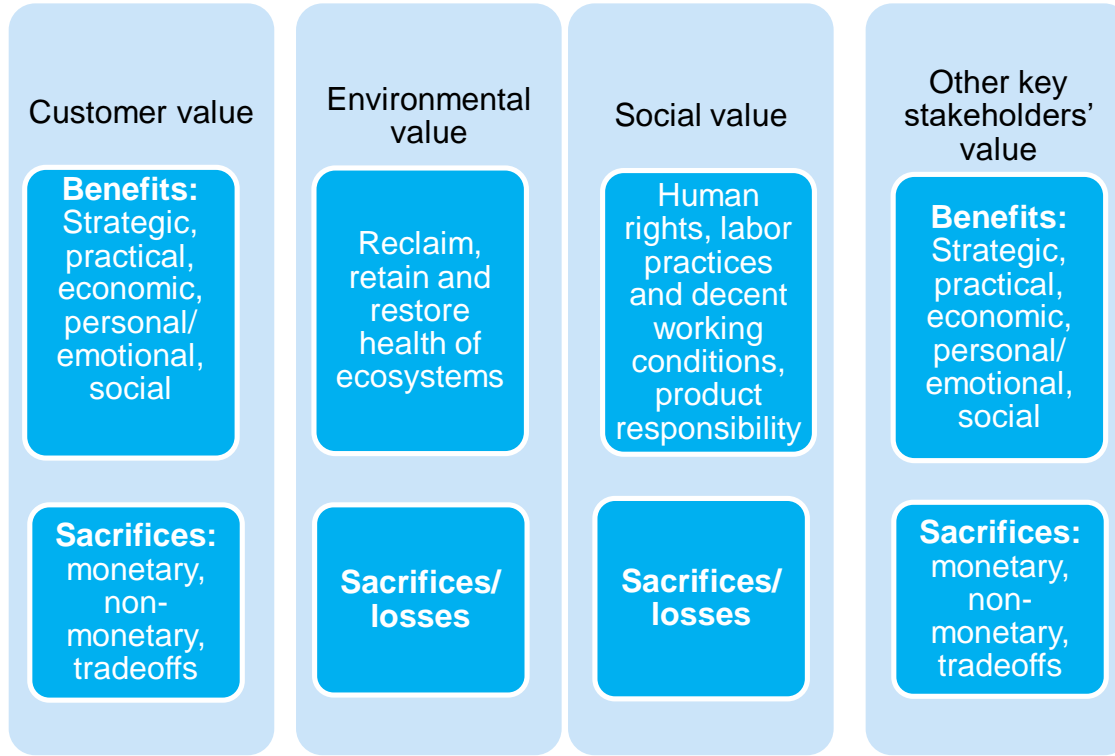 Customer value
Benefits:
Strategic,
practical,
economic,
personal/
emotional,
social
Sacrifices:
monetary,
non-
monetary,
tradeoffs
Environmental
value
Reclaim,
retain and
restore
health of
ecosystems
Sacrifices/
losses
Social value
Human
rights, labor
practices
and decent
working
conditions,
product
responsibility
Sacrifices/
losses
Other key
stakeholders’
value
Benefits:
Strategic,
practical,
economic,
personal/
emotional,
social
Sacrifices:
monetary,
non-
monetary,
tradeoffs